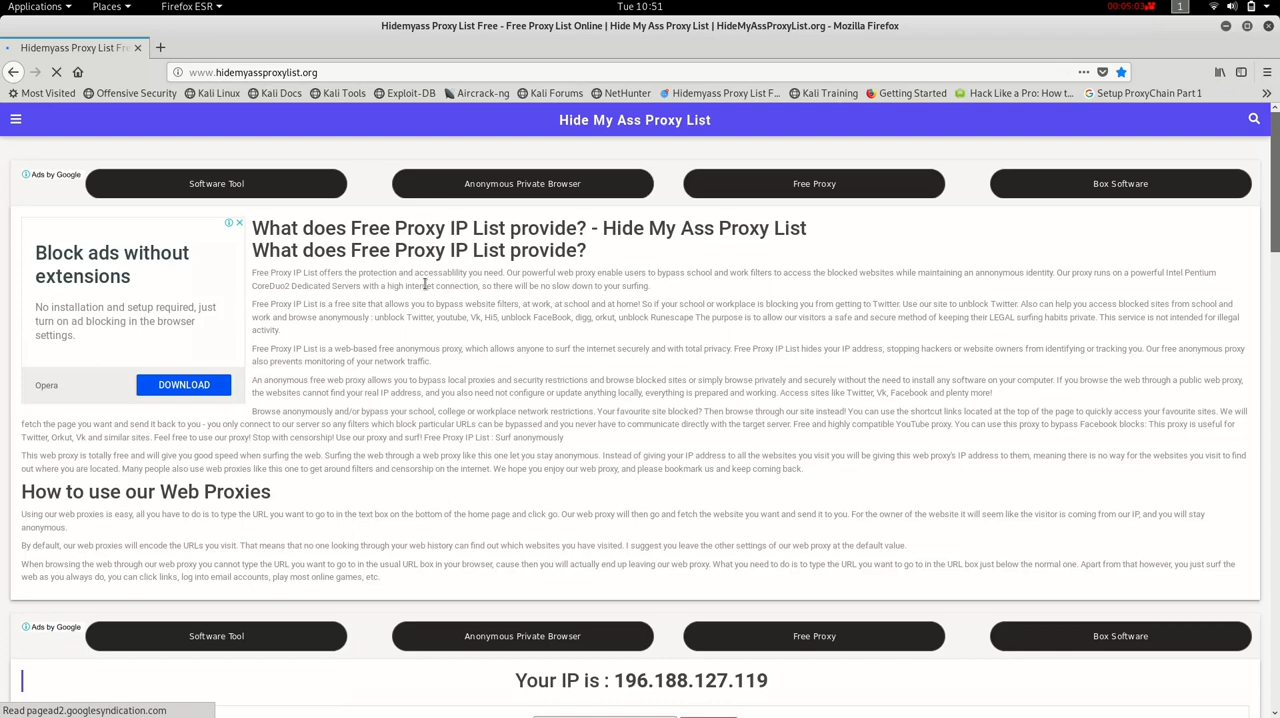 Applications Places Firefox ESR Tue 10:51 00:05:03 1
Hidemyass Proxy List Free - Free Proxy List Online | Hide My Ass Proxy List | HideMyAssProxyList.org - Mozilla Firefox
Hidemyass Proxy List Fre
www.hidemyassproxylist.org
Most Visited Offensive Security Kali Linux Kali Docs Kali Tools Exploit-DB Aircrack-ng Kali Forums NetHunter Hidemyass Proxy List F... Kali Training Getting Started Hack Like a Pro: How t... Setup ProxyChain Part 1
Hide My Ass Proxy List
Ads by Google Software Tool Anonymous Private Browser Free Proxy Box Software
Block ads without
extensions
No installation and setup required, just
turn on ad blocking in the browser
settings.
Opera DOWNLOAD
What does Free Proxy IP List provide? - Hide My Ass Proxy List
What does Free Proxy IP List provide?
Free Proxy IP List offers the protection and accessablility you need. Our powerful web proxy enable users to bypass school and work filters to access the blocked websites while maintaining an annonymous identity. Our proxy runs on a powerful Intel Pentium
CoreDuo2 Dedicated Servers with a high internet connection, so there will be no slow down to your surfing.
Free Proxy IP List is a free site that allows you to bypass website filters, at work, at school and at home! So if your school or workplace is blocking you from getting to Twitter. Use our site to unblock Twitter. Also can help you access blocked sites from school and
work and browse anonymously : unblock Twitter, youtube, Vk, Hi5, unblock FaceBook, digg, orkut, unblock Runescape The purpose is to allow our visitors a safe and secure method of keeping their LEGAL surfing habits private. This service is not intended for illegal
activity.
Free Proxy IP List is a web-based free anonymous proxy, which allows anyone to surf the internet securely and with total privacy. Free Proxy IP List hides your IP address, stopping hackers or website owners from identifying or tracking you. Our free anonymous proxy
also prevents monitoring of your network traffic.
An anonymous free web proxy allows you to bypass local proxies and security restrictions and browse blocked sites or simply browse privately and securely without the need to install any software on your computer. If you browse the web through a public web proxy,
the websites cannot find your real IP address, and you also need not configure or update anything locally, everything is prepared and working. Access sites like Twitter, Vk, Facebook and plenty more!
Browse anonymously and/or bypass your school, college or workplace network restrictions. Your favourite site blocked? Then browse through our site instead! You can use the shortcut links located at the top of the page to quickly access your favourite sites. We will
fetch the page you want and send it back to you - you only connect to our server so any filters which block particular URLs can be bypassed and you never have to communicate directly with the target server. Free and highly compatible YouTube proxy. You can use this proxy to bypass Facebook blocks: This proxy is useful for
Twitter, Orkut, Vk and similar sites. Feel free to use our proxy! Stop with censorship! Use our proxy and surf! Free Proxy IP List : Surf anonymously
This web proxy is totally free and will give you good speed when surfing the web. Surfing the web through a web proxy like this one let you stay anonymous. Instead of giving your IP address to all the websites you visit you will be giving this web proxy's IP address to them, meaning there is no way for the websites you visit to find
out where you are located. Many people also use web proxies like this one to get around filters and censorship on the internet. We hope you enjoy our web proxy, and please bookmark us and keep coming back.
How to use our Web Proxies
Using our web proxies is easy, all you have to do is to type the URL you want to go to in the text box on the bottom of the home page and click go. Our web proxy will then go and fetch the website you want and send it to you. For the owner of the website it will seem like the visitor is coming from our IP, and you will stay
anonymous.
By default, our web proxies will encode the URLs you visit. That means that no one looking through your web history can find out which websites you have visited. I suggest you leave the other settings of our web proxy at the default value.
When browsing the web through our web proxy you cannot type the URL you want to go to in the usual URL box in your browser, cause then you will actually end up leaving our web proxy. What you need to do is to type the URL you want to go to in the URL box just below the normal one. Apart from that however, you just surf the
web as you always do, you can click links, log into email accounts, play most online games, etc.
Ads by Google Software Tool Anonymous Private Browser Free Proxy Box Software
Your IP is : 196.188.127.119
Read pagead2.googlesyndication.com